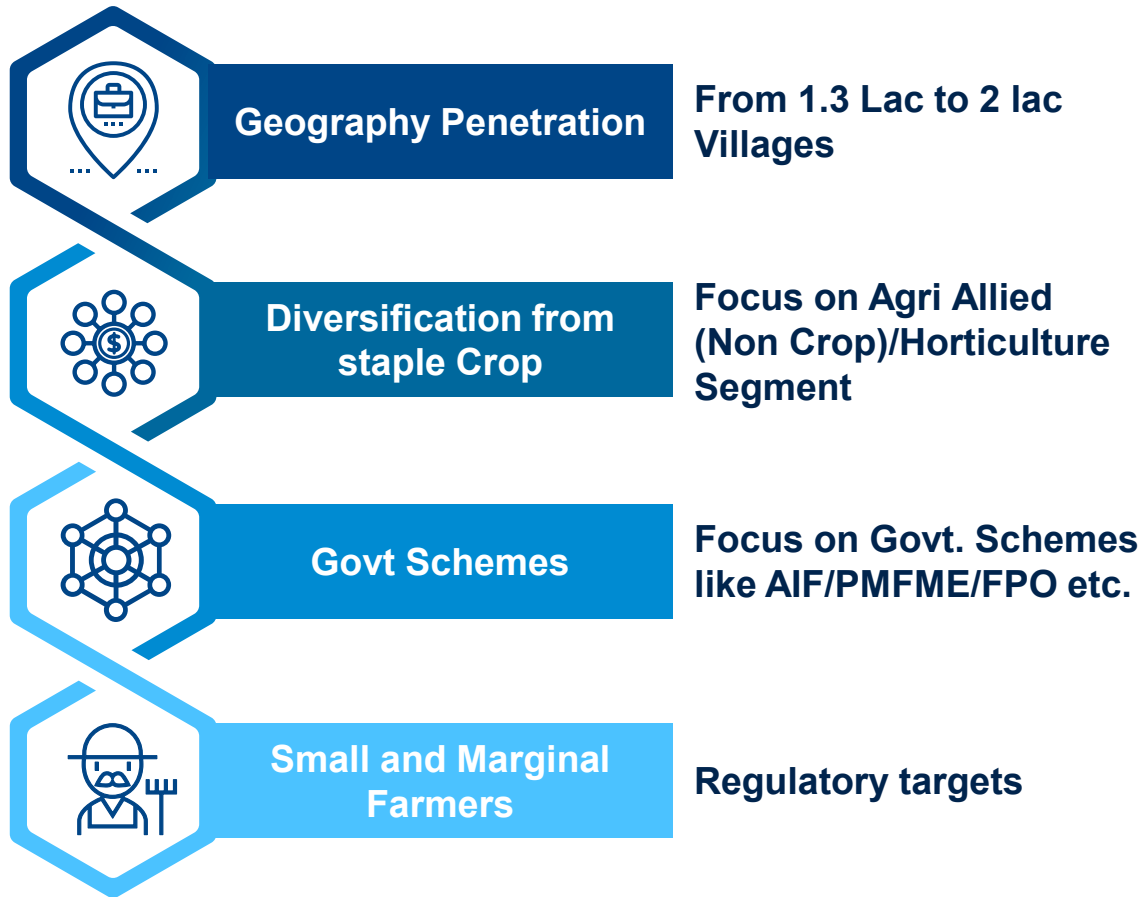 Geography Penetration
From 1.3 Lac to 2 lac
Villages
Diversification from
staple Crop
Focus on Agri Allied
(Non Crop)/Horticulture
Segment
$
Govt Schemes
Focus on Govt. Schemes
like AIF/PMFME/FPO etc.
Small and Marginal
Farmers
Regulatory targets